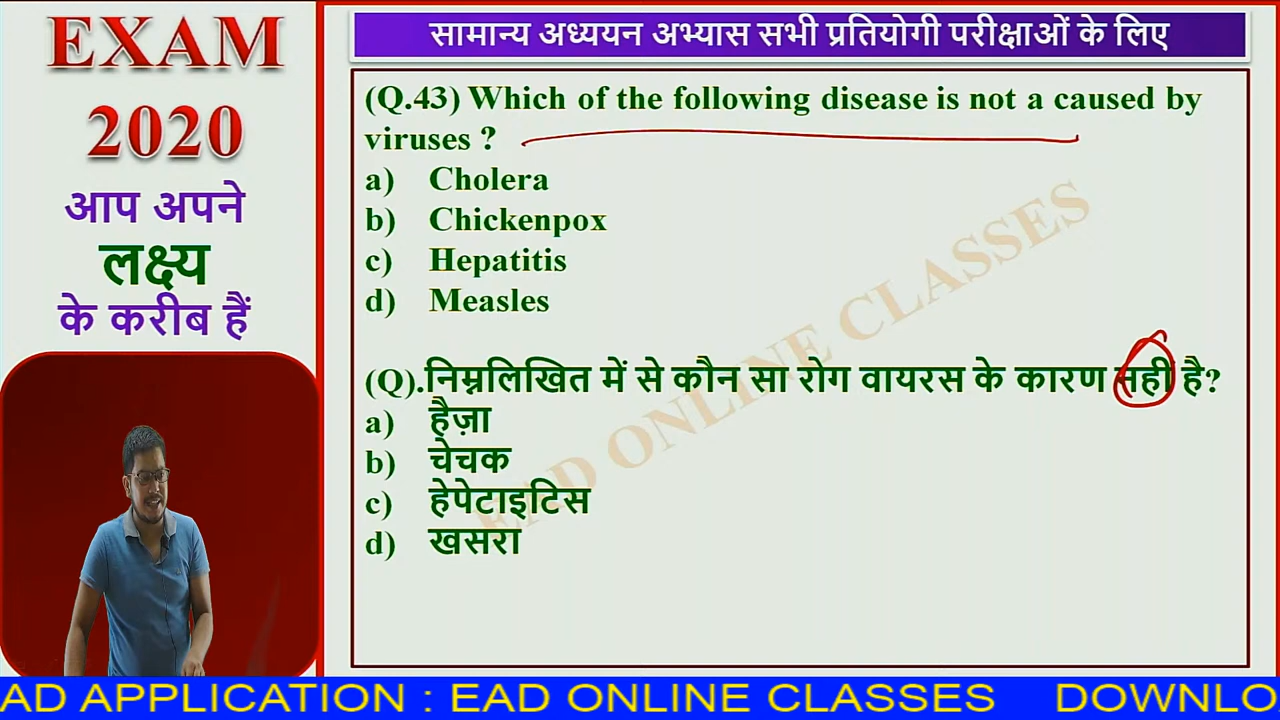 EXAM
2020
आप अपने
लक्ष्य
के करीब हैं
सामान्य अध्ययन अभ्यास सभी प्रतियोगी परीक्षाओं के लिए
(Q.43) Which of the following disease is not a caused by
viruses ?
a) Cholera
b) Chickenpox
c) Hepatitis
d) Measles
(Q).निम्नलिखित में से कौन सा रोग वायरस के कारण नहीं है?
a) हैज़ा
b) चेचक
c) हेपेटाइटिस
d) खसरा
EAD ONLINE CLASSES
AD APPLICATION : EAD ONLINE CLASSES DOWNLO